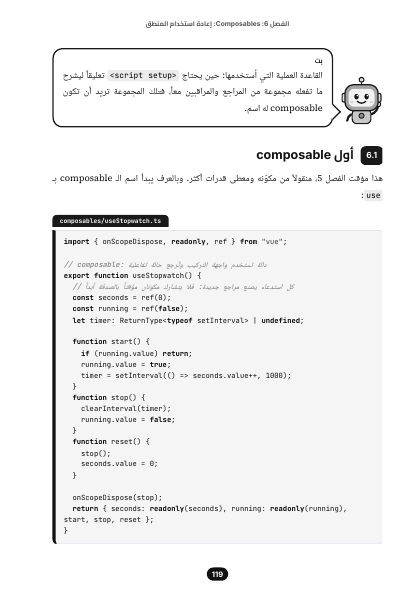 الفصل 6: Composables: إعادة استخدام المنطق
بت
القاعدة العملية التي أستخدمها: حين يحتاج <script setup> تعليقاً ليشرح
ما تفعله مجموعة من المراجع والمراقبين معاً، فتلك المجموعة تريد أن تكون
composable له اسم.
6.1 أول composable
هذا مؤقت الفصل 5، منقولاً من مكوّنه ومعطى قدرات أكثر. وبالعرف يبدأ اسم الـ composable بـ
use :
composables/useStopwatch.ts
import { onScopeDispose, readonly, ref } from "vue";
// composable: دالة تستخدم واجهة التركيب وتُرجع حالة تفاعلية
export function useStopwatch() {
// كل استدعاء يصنع مراجع جديدة: فلا يتشارك مكوّنان مؤقتاً بالصدفة أبداً
const seconds = ref(0);
const running = ref(false);
let timer: ReturnType<typeof setInterval> | undefined;
function start() {
if (running.value) return;
running.value = true;
timer = setInterval(() => seconds.value++, 1000);
}
function stop() {
clearInterval(timer);
running.value = false;
}
function reset() {
stop();
seconds.value = 0;
}
onScopeDispose(stop);
return { seconds: readonly(seconds), running: readonly(running),
start, stop, reset };
}
119